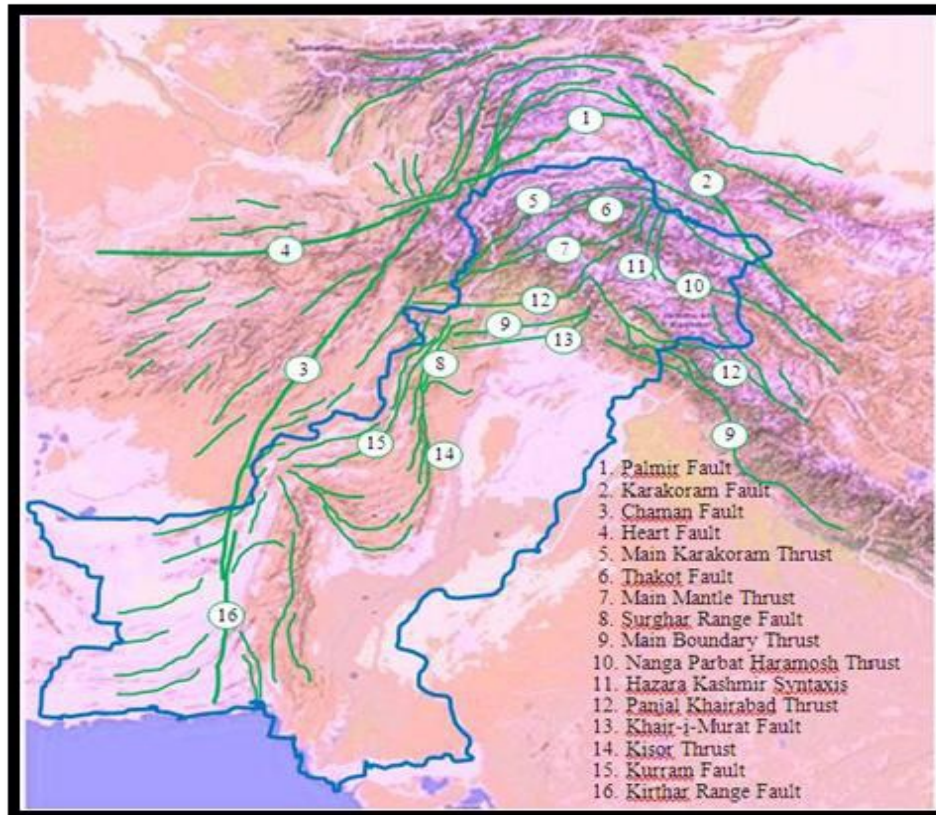 1
2
5
6
4
7
11
10
12
9
13
3
8
12
15
14
9
16
1. Palmir Fault
2. Karakoram Fault
3. Chaman Fault
4. Heart Fault
5. Main Karakoram Thrust
6. Thakot Fault
7. Main Mantle Thrust
8. Surghar Range Fault
9. Main Boundary Thrust
10. Nanga Parbat Haramosh Thrust
11. Hazara Kashmir Syntaxis
12. Panjal Khairabad Thrust
13. Khair-i-Murat Fault
14. Kisor Thrust
15. Kurram Fault
16. Kirthar Range Fault